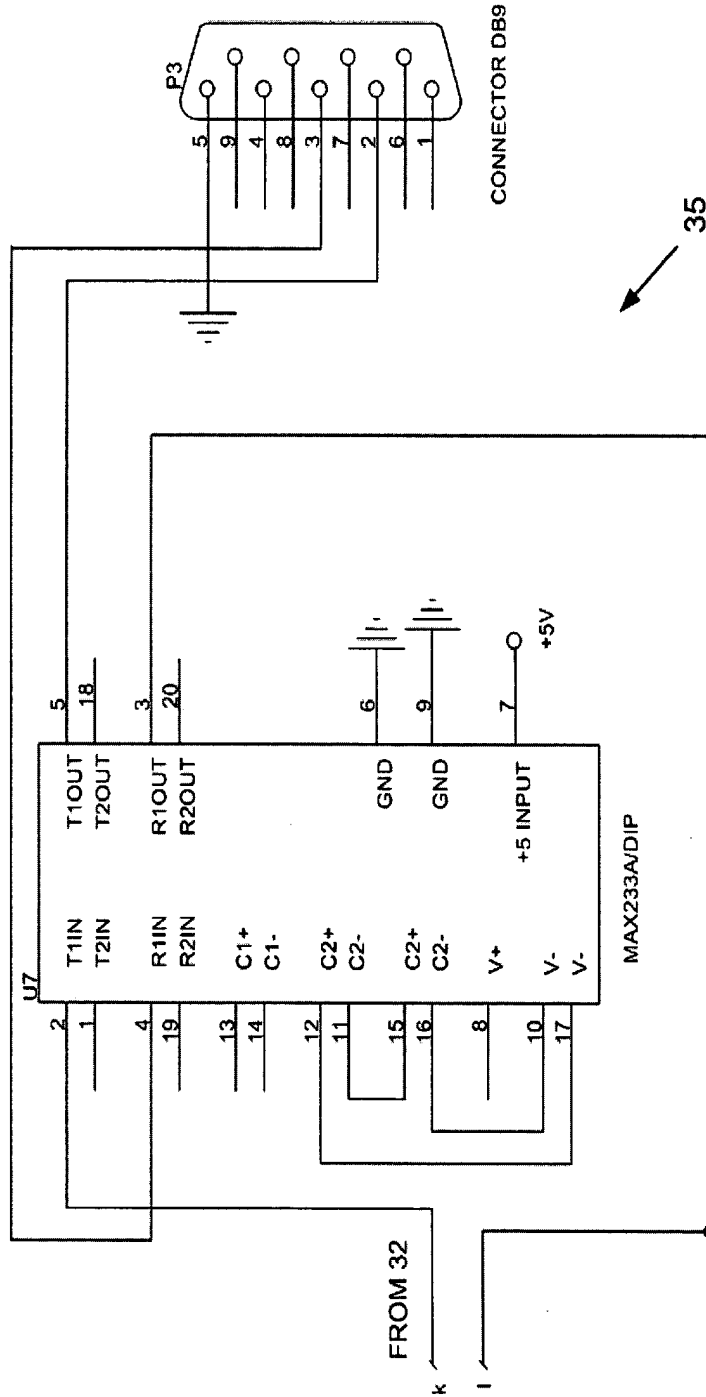 P3
5
9
4
8
3
7
2
6
1
CONNECTOR DB9
35
U7
2 T1IN T1OUT 5
1 T2IN T2OUT 18
4 R1IN R1OUT 3
19 R2IN R2OUT 20
13 C1+
14 C1-
12 C2+
11 C2- GND 6
15 C2+
16 C2- GND 9
8 V+ +5 INPUT 7 +5V
10 V-
17 V-
MAX233A/DIP
FROM 32
k
l